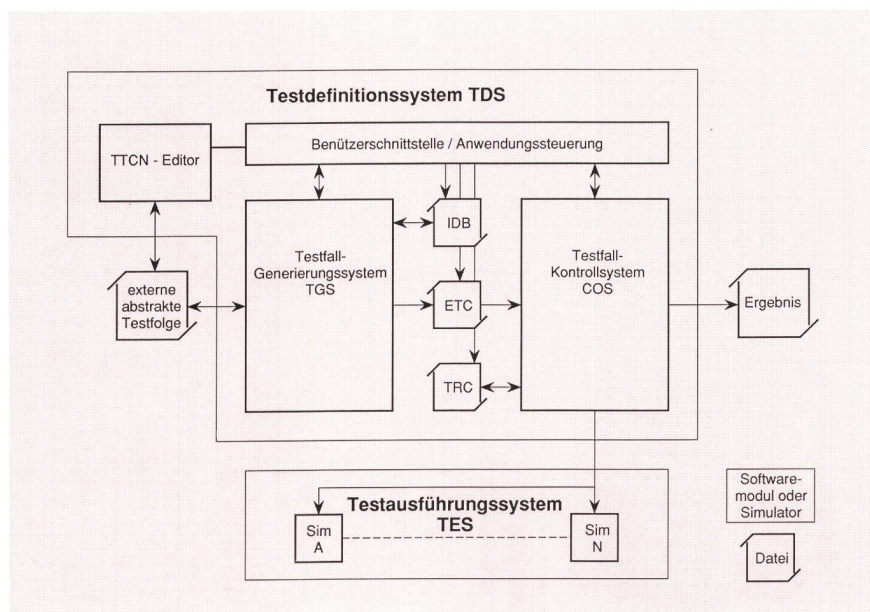 Testdefinitionssystem TDS
TTCN - Editor
Benützerschnittstelle / Anwendungssteuerung
IDB
Testfall-
Generierungssystem
TGS
Testfall-
Kontrollsystem
COS
externe
abstrakte
Testfolge
ETC
Ergebnis
TRC
Testausführungssystem
TES
Sim
A
Sim
N
Software-
modul oder
Simulator
Datei